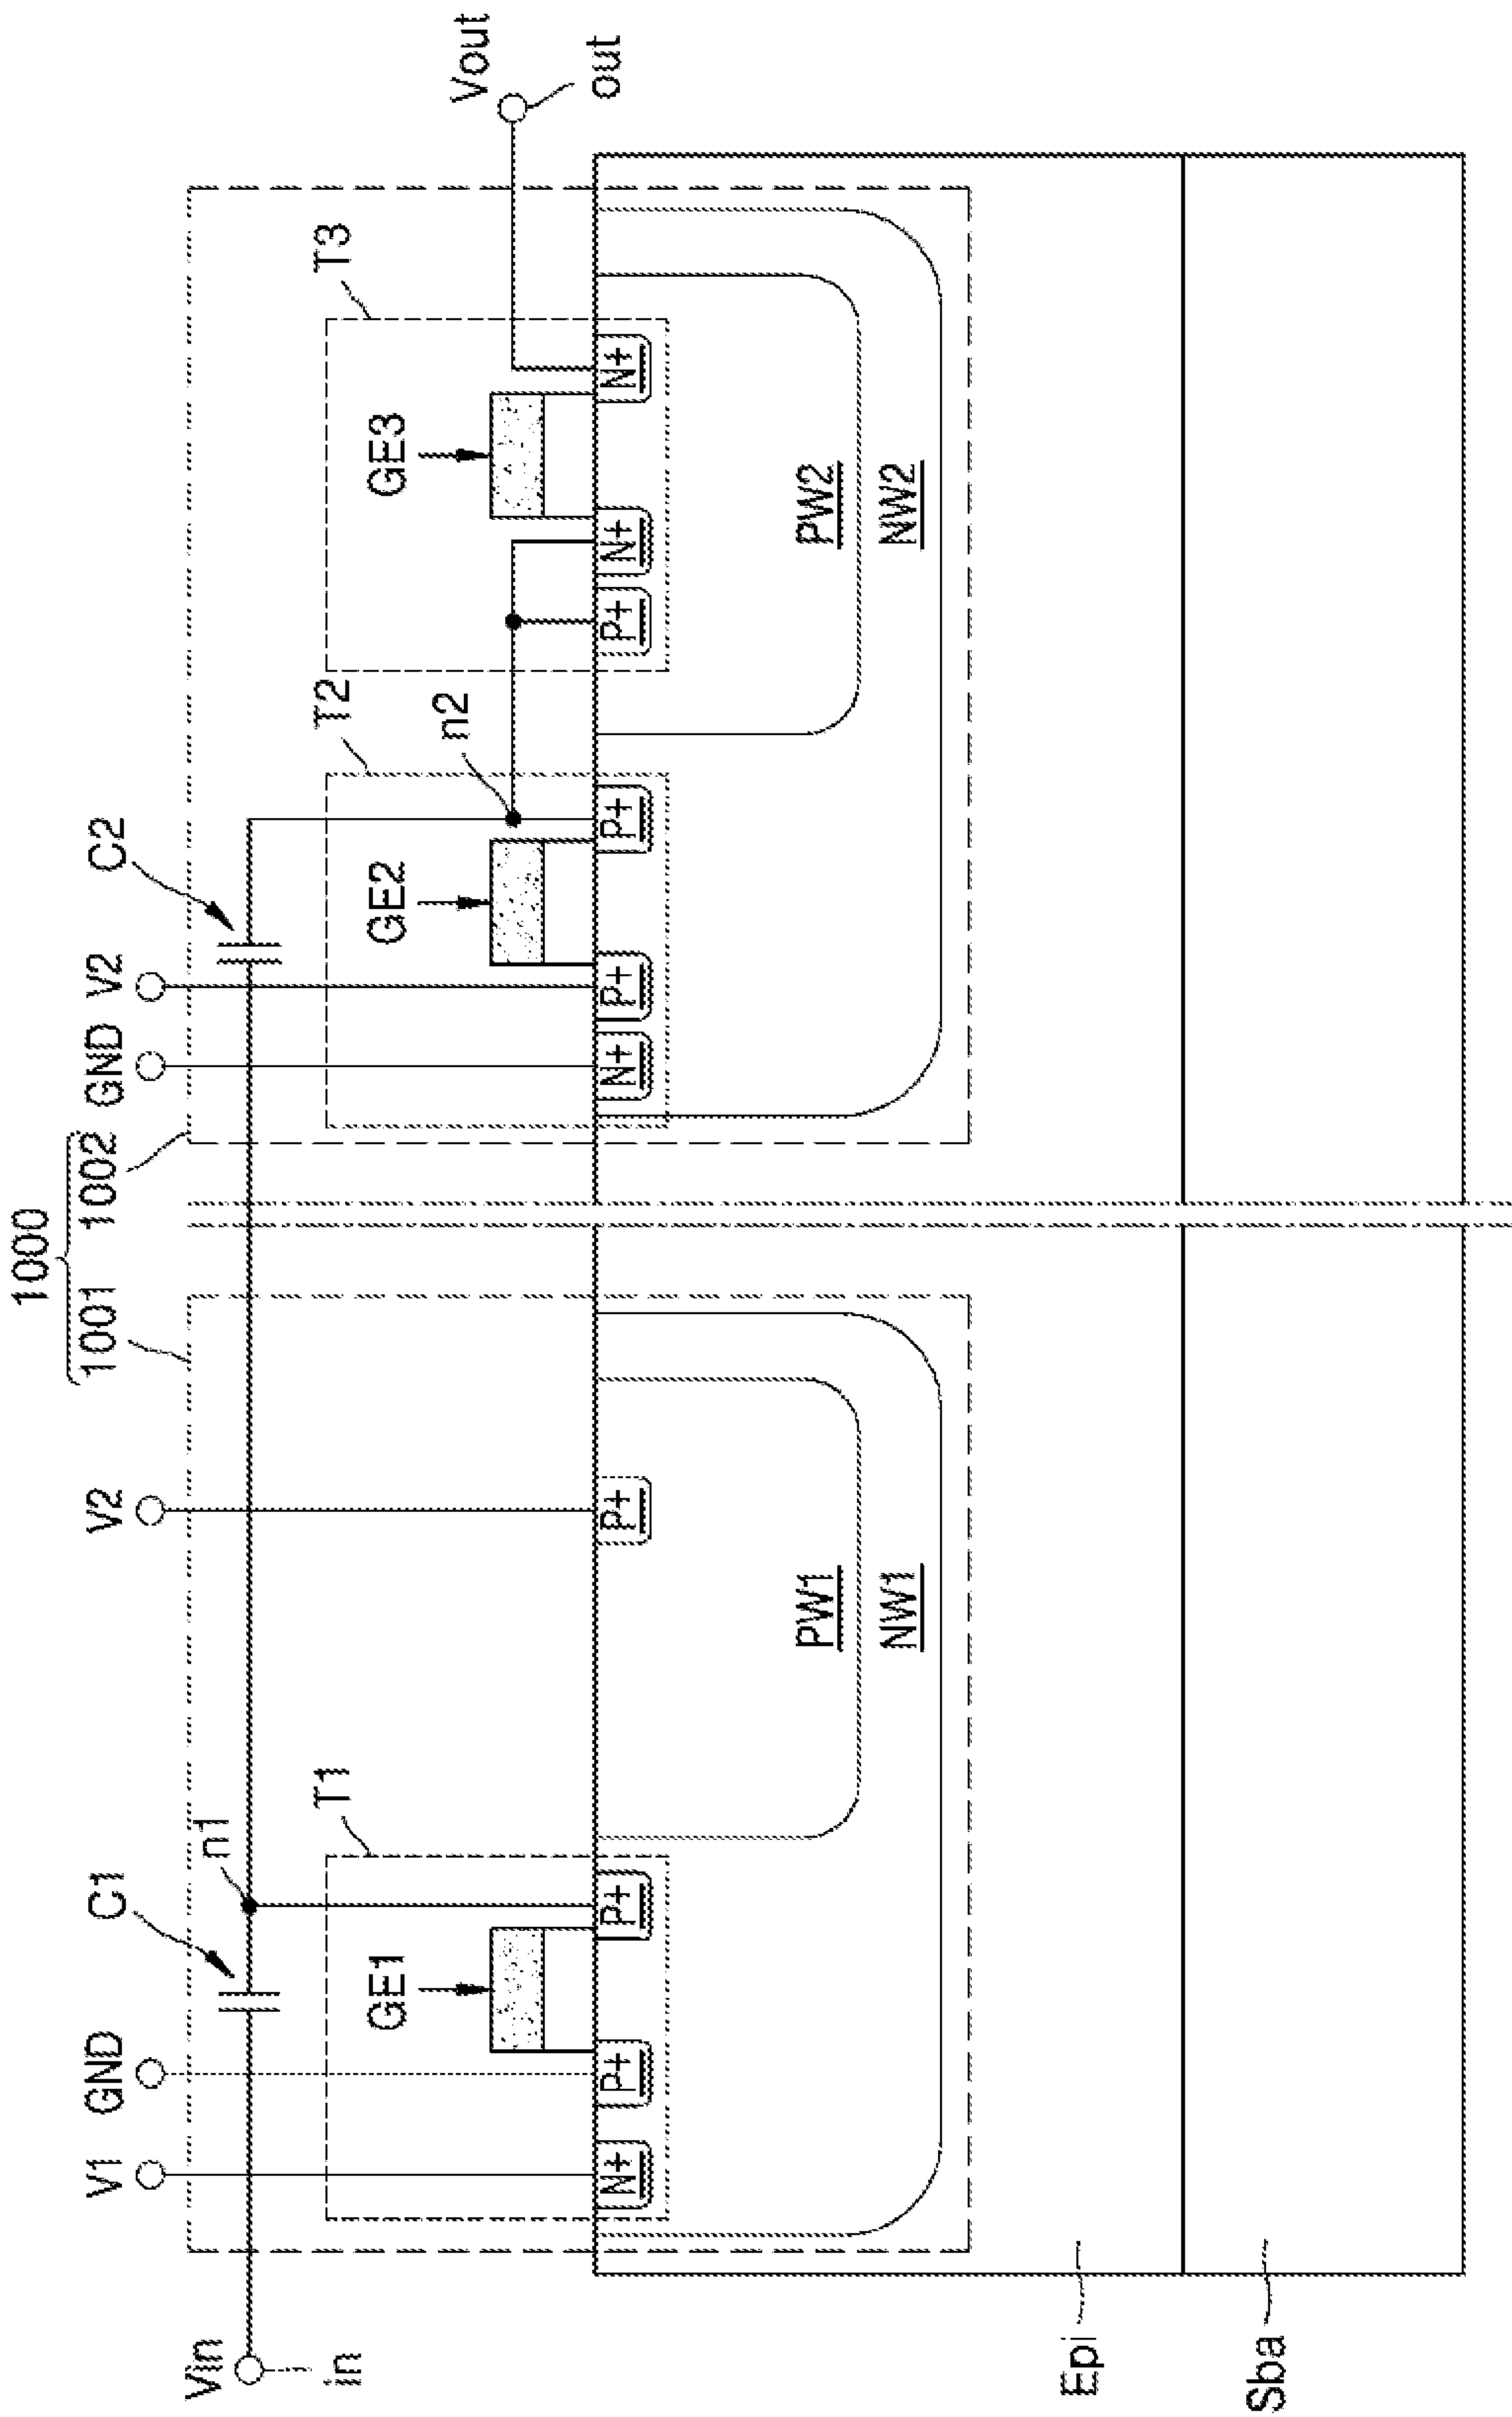 1000
1001 1002
V1 GND C1 n1 V2 GND V2 C2
Vin
in
T1 T2 T3
GE1 GE2 GE3
n2
Vout
out
N+ P+ P+ P+ N+ P+ P+ P+ N+ N+
PW1 PW2
NW1 NW2
Epi
Sba